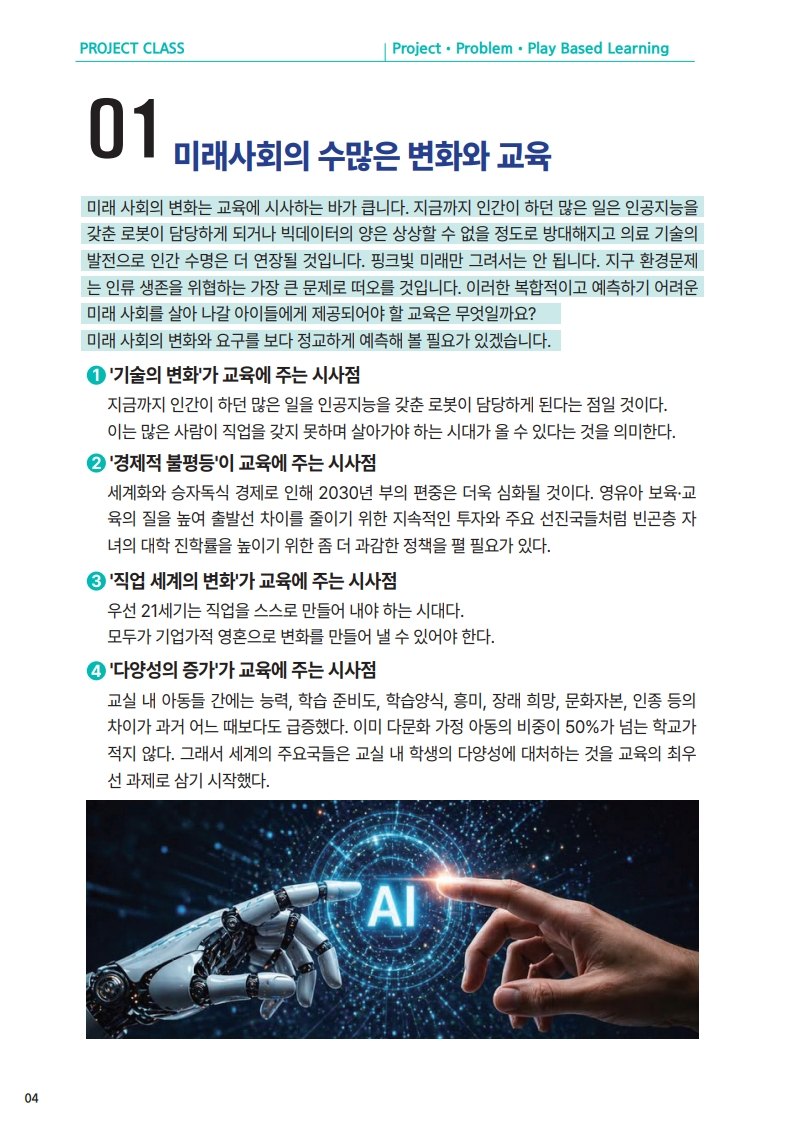 PROJECT CLASS
Project • Problem • Play Based Learning
01
미래사회의 수많은 변화와 교육
미래 사회의 변화는 교육에 시사하는 바가 큽니다. 지금까지 인간이 하던 많은 일은 인공지능을
갖춘 로봇이 담당하게 되거나 빅데이터의 양은 상상할 수 없을 정도로 방대해지고 의료 기술의
발전으로 인간 수명은 더 연장될 것입니다. 핑크빛 미래만 그려서는 안 됩니다. 지구 환경문제
는 인류 생존을 위협하는 가장 큰 문제로 떠오를 것입니다. 이러한 복합적이고 예측하기 어려운
미래 사회를 살아 나갈 아이들에게 제공되어야 할 교육은 무엇일까요?
미래 사회의 변화와 요구를 보다 정교하게 예측해 볼 필요가 있겠습니다.
1 '기술의 변화'가 교육에 주는 시사점
지금까지 인간이 하던 많은 일을 인공지능을 갖춘 로봇이 담당하게 된다는 점일 것이다.
이는 많은 사람이 직업을 갖지 못하며 살아가야 하는 시대가 올 수 있다는 것을 의미한다.
2 '경제적 불평등'이 교육에 주는 시사점
세계화와 승자독식 경제로 인해 2030년 부의 편중은 더욱 심화될 것이다. 영유아 보육·교
육의 질을 높여 출발선 차이를 줄이기 위한 지속적인 투자와 주요 선진국들처럼 빈곤층 자
녀의 대학 진학률을 높이기 위한 좀 더 과감한 정책을 펼 필요가 있다.
3 '직업 세계의 변화'가 교육에 주는 시사점
우선 21세기는 직업을 스스로 만들어 내야 하는 시대다.
모두가 기업가적 영혼으로 변화를 만들어 낼 수 있어야 한다.
4 '다양성의 증가'가 교육에 주는 시사점
교실 내 아동들 간에는 능력, 학습 준비도, 학습양식, 흥미, 장래 희망, 문화자본, 인종 등의
차이가 과거 어느 때보다도 급증했다. 이미 다문화 가정 아동의 비중이 50%가 넘는 학교가
적지 않다. 그래서 세계의 주요국들은 교실 내 학생의 다양성에 대처하는 것을 교육의 최우
선 과제로 삼기 시작했다.
AI
04